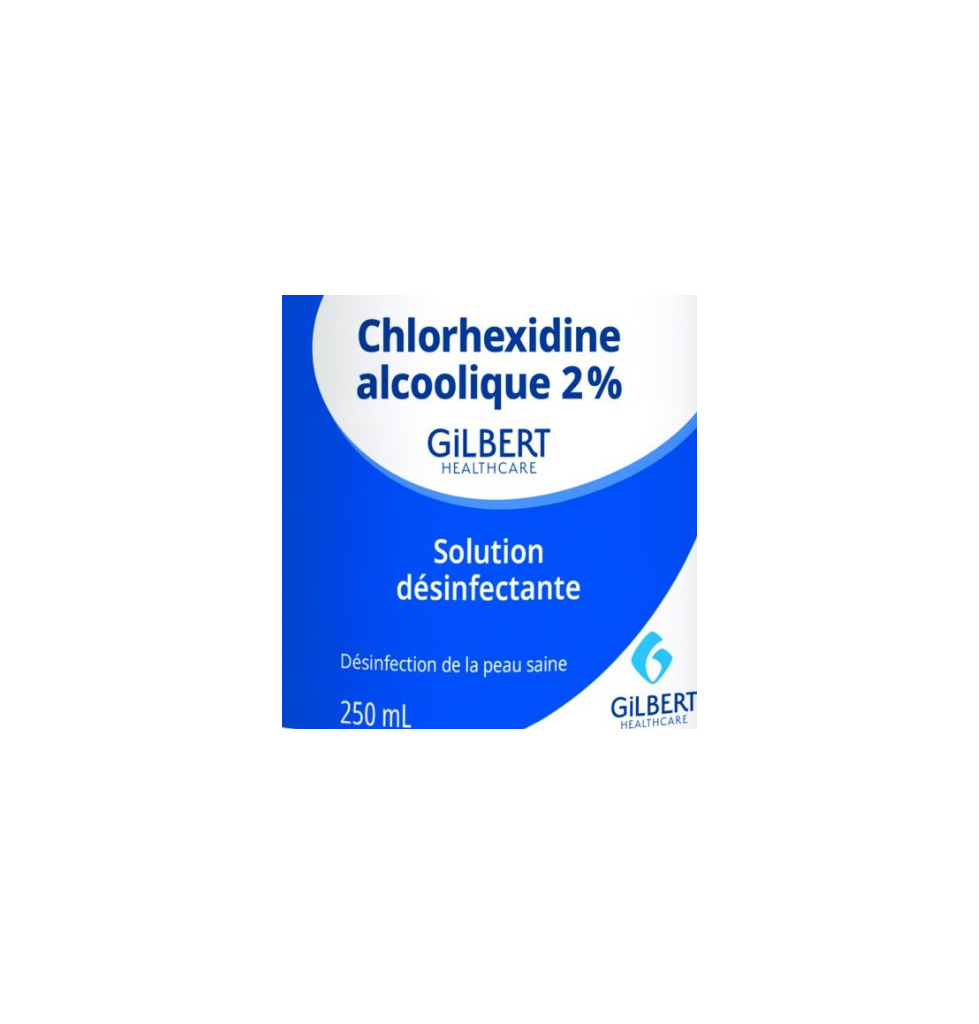 Chlorhexidine
alcoolique 2%
GiLBERT
HEALTHCARE
Solution
désinfectante
Désinfection de la peau saine
250 mL
GiLBERT
HEALTHCARE